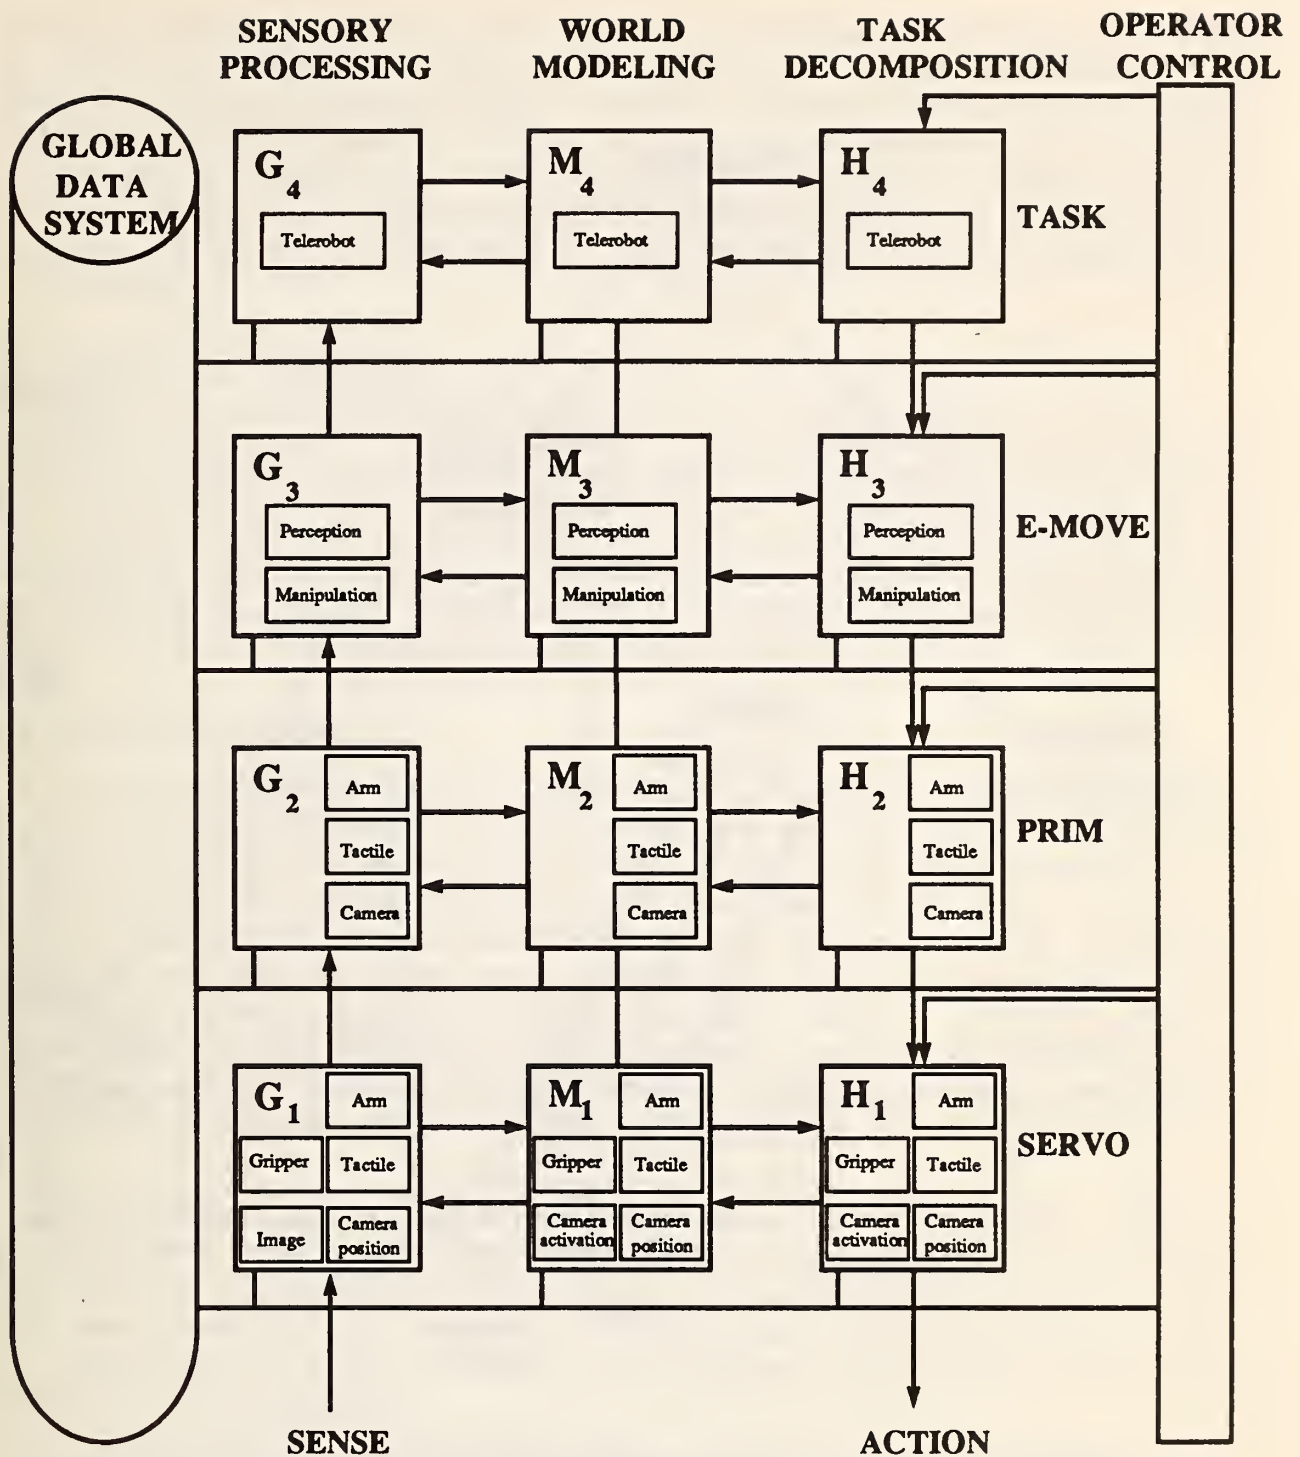 SENSORY
PROCESSING
WORLD
MODELING
TASK
DECOMPOSITION
OPERATOR
CONTROL
GLOBAL
DATA
SYSTEM
G4
Telerobot
M4
Telerobot
H4
Telerobot
TASK
G3
Perception
Manipulation
M3
Perception
Manipulation
H3
Perception
Manipulation
E-MOVE
G2
Arm
Tactile
Camera
M2
Arm
Tactile
Camera
H2
Arm
Tactile
Camera
PRIM
G1
Arm
Gripper
Tactile
Image
Camera
position
M1
Arm
Gripper
Tactile
Camera
activation
Camera
position
H1
Arm
Gripper
Tactile
Camera
activation
Camera
position
SERVO
SENSE
ACTION